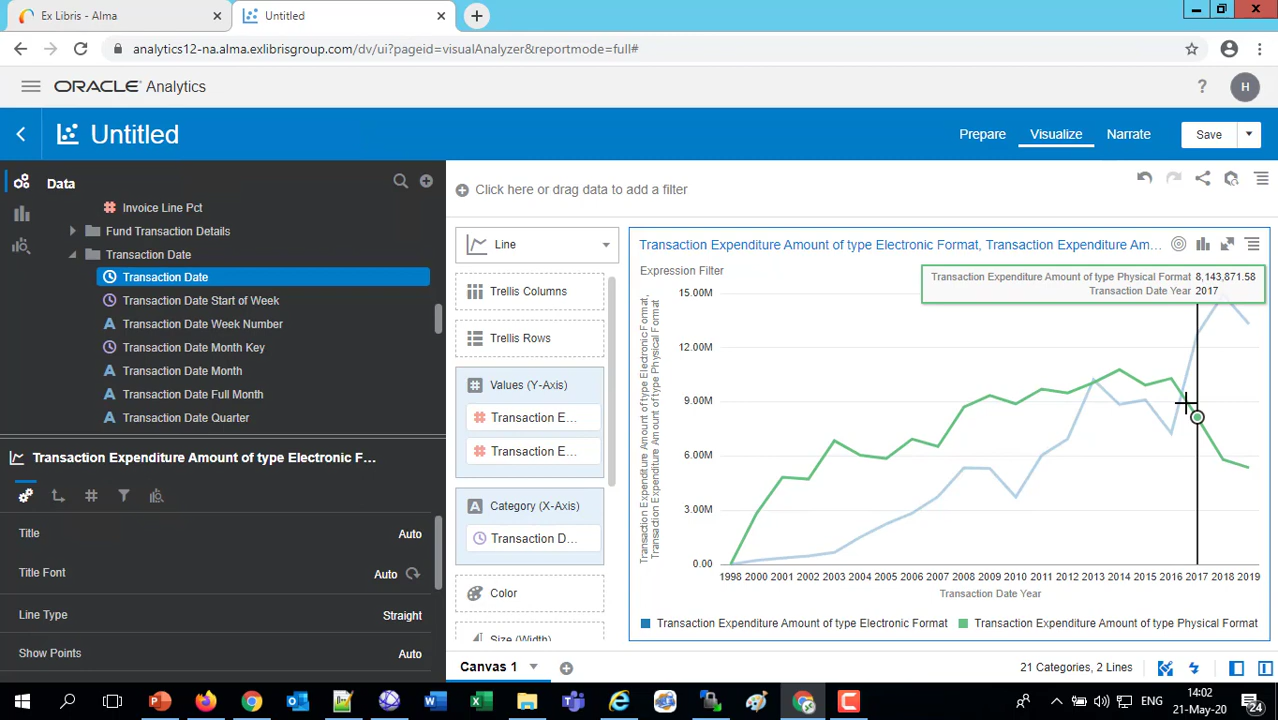 Ex Libris - Alma
Untitled
analytics12-na.alma.exlibrisgroup.com/dv/ui?pageid=visualAnalyzer&reportmode=full#
ORACLE Analytics
?
H
Untitled
Prepare
Visualize
Narrate
Save
Data
Invoice Line Pct
Fund Transaction Details
Transaction Date
Transaction Date
Transaction Date Start of Week
Transaction Date Week Number
Transaction Date Month Key
Transaction Date Month
Transaction Date Full Month
Transaction Date Quarter
Transaction Expenditure Amount of type Electronic F...
Title
Auto
Title Font
Auto
Line Type
Straight
Show Points
Auto
Click here or drag data to add a filter
Line
Trellis Columns
Trellis Rows
Values (Y-Axis)
Transaction E...
Transaction E...
Category (X-Axis)
Transaction D...
Color
Size (Width)
Transaction Expenditure Amount of type Electronic Format, Transaction Expenditure Am...
Expression Filter
Transaction Expenditure Amount of type Physical Format 8,143,871.58
Transaction Date Year 2017
Transaction Expenditure Amount of type Electronic Format,
Transaction Expenditure Amount of type Physical Format
15.00M
12.00M
9.00M
6.00M
3.00M
0.00
1998 2000 2001 2002 2003 2004 2005 2006 2007 2008 2009 2010 2011 2012 2013 2014 2015 2016 2017 2018 2019
Transaction Date Year
Transaction Expenditure Amount of type Electronic Format
Transaction Expenditure Amount of type Physical Format
Canvas 1
21 Categories, 2 Lines
ENG
14:02
21-May-20
24